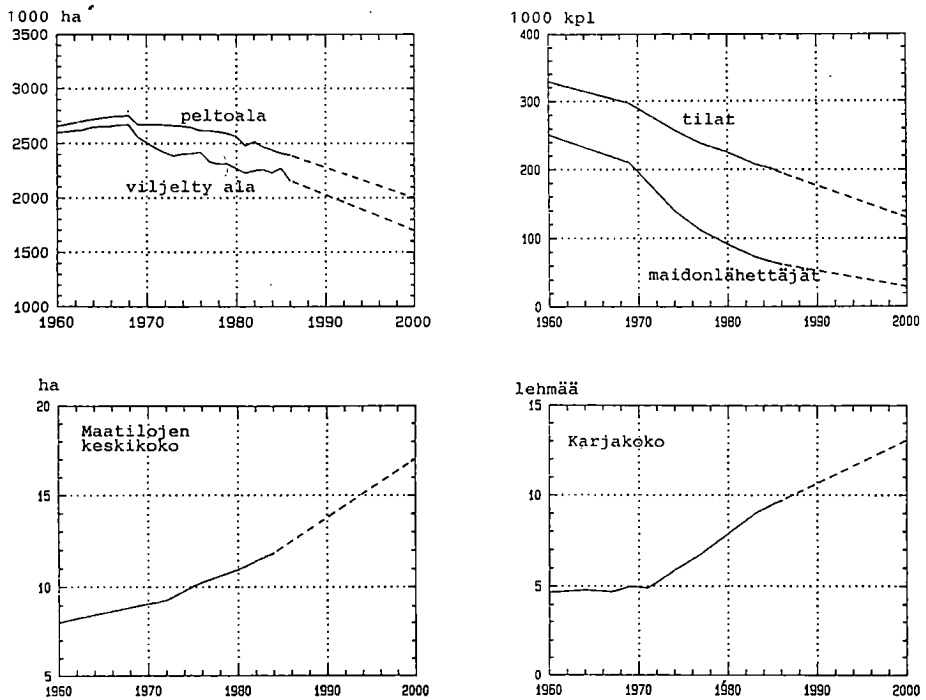 1000 ha
3500
3000
2500
2000
1500
1000
peltoala
viljelty ala
1960 1970 1980 1990 2000
1000 kpl
400
300
200
100
0
tilat
maidonlähettäjät
1960 1970 1980 1990 2000
ha
20
15
10
5
Maatilojen
keskikoko
1960 1970 1980 1990 2000
lehmää
15
10
5
0
Karjakoko
1960 1970 1980 1990 2000